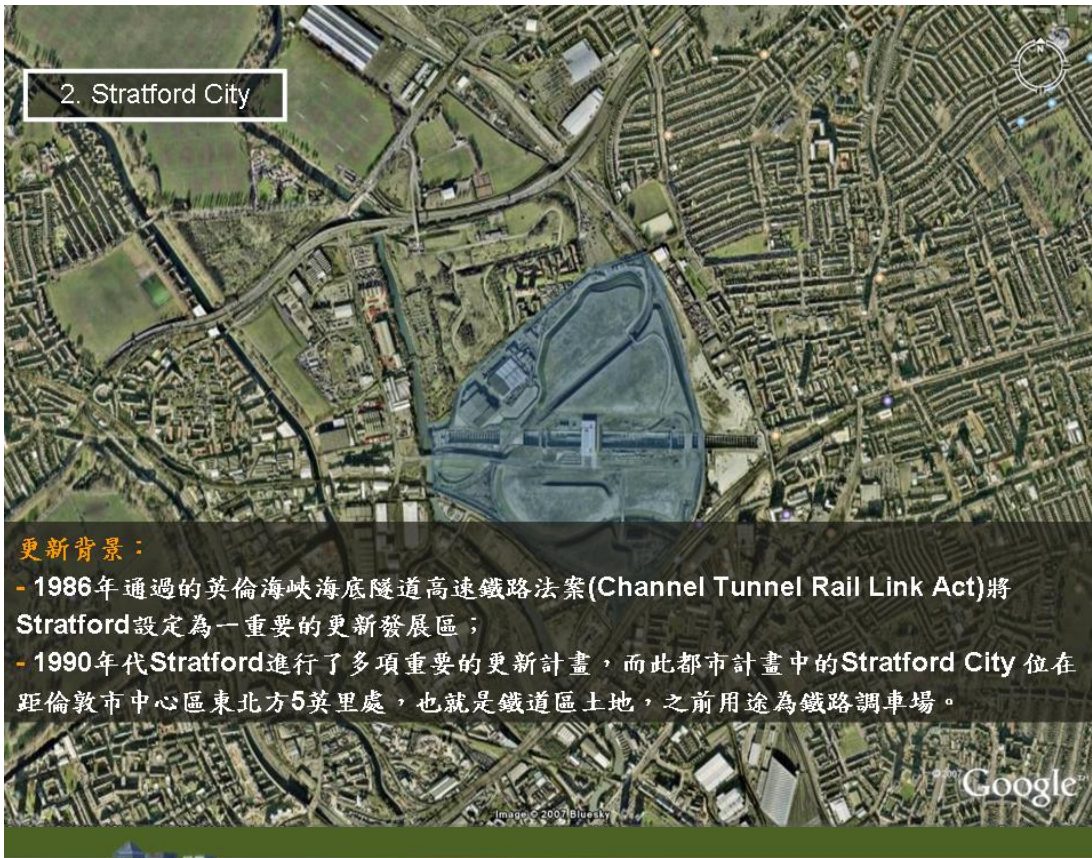 2. Stratford City
N
更新背景：
- 1986年通過的英倫海峽海底隧道高速鐵路法案(Channel Tunnel Rail Link Act)將
Stratford設定為一重要的更新發展區；
- 1990年代Stratford進行了多項重要的更新計畫，而此都市計畫中的Stratford City 位在
距倫敦市中心區東北方5英里處，也就是鐵道區土地，之前用途為鐵路調車場。
©2007 Google
Image © 2007 Bluesky